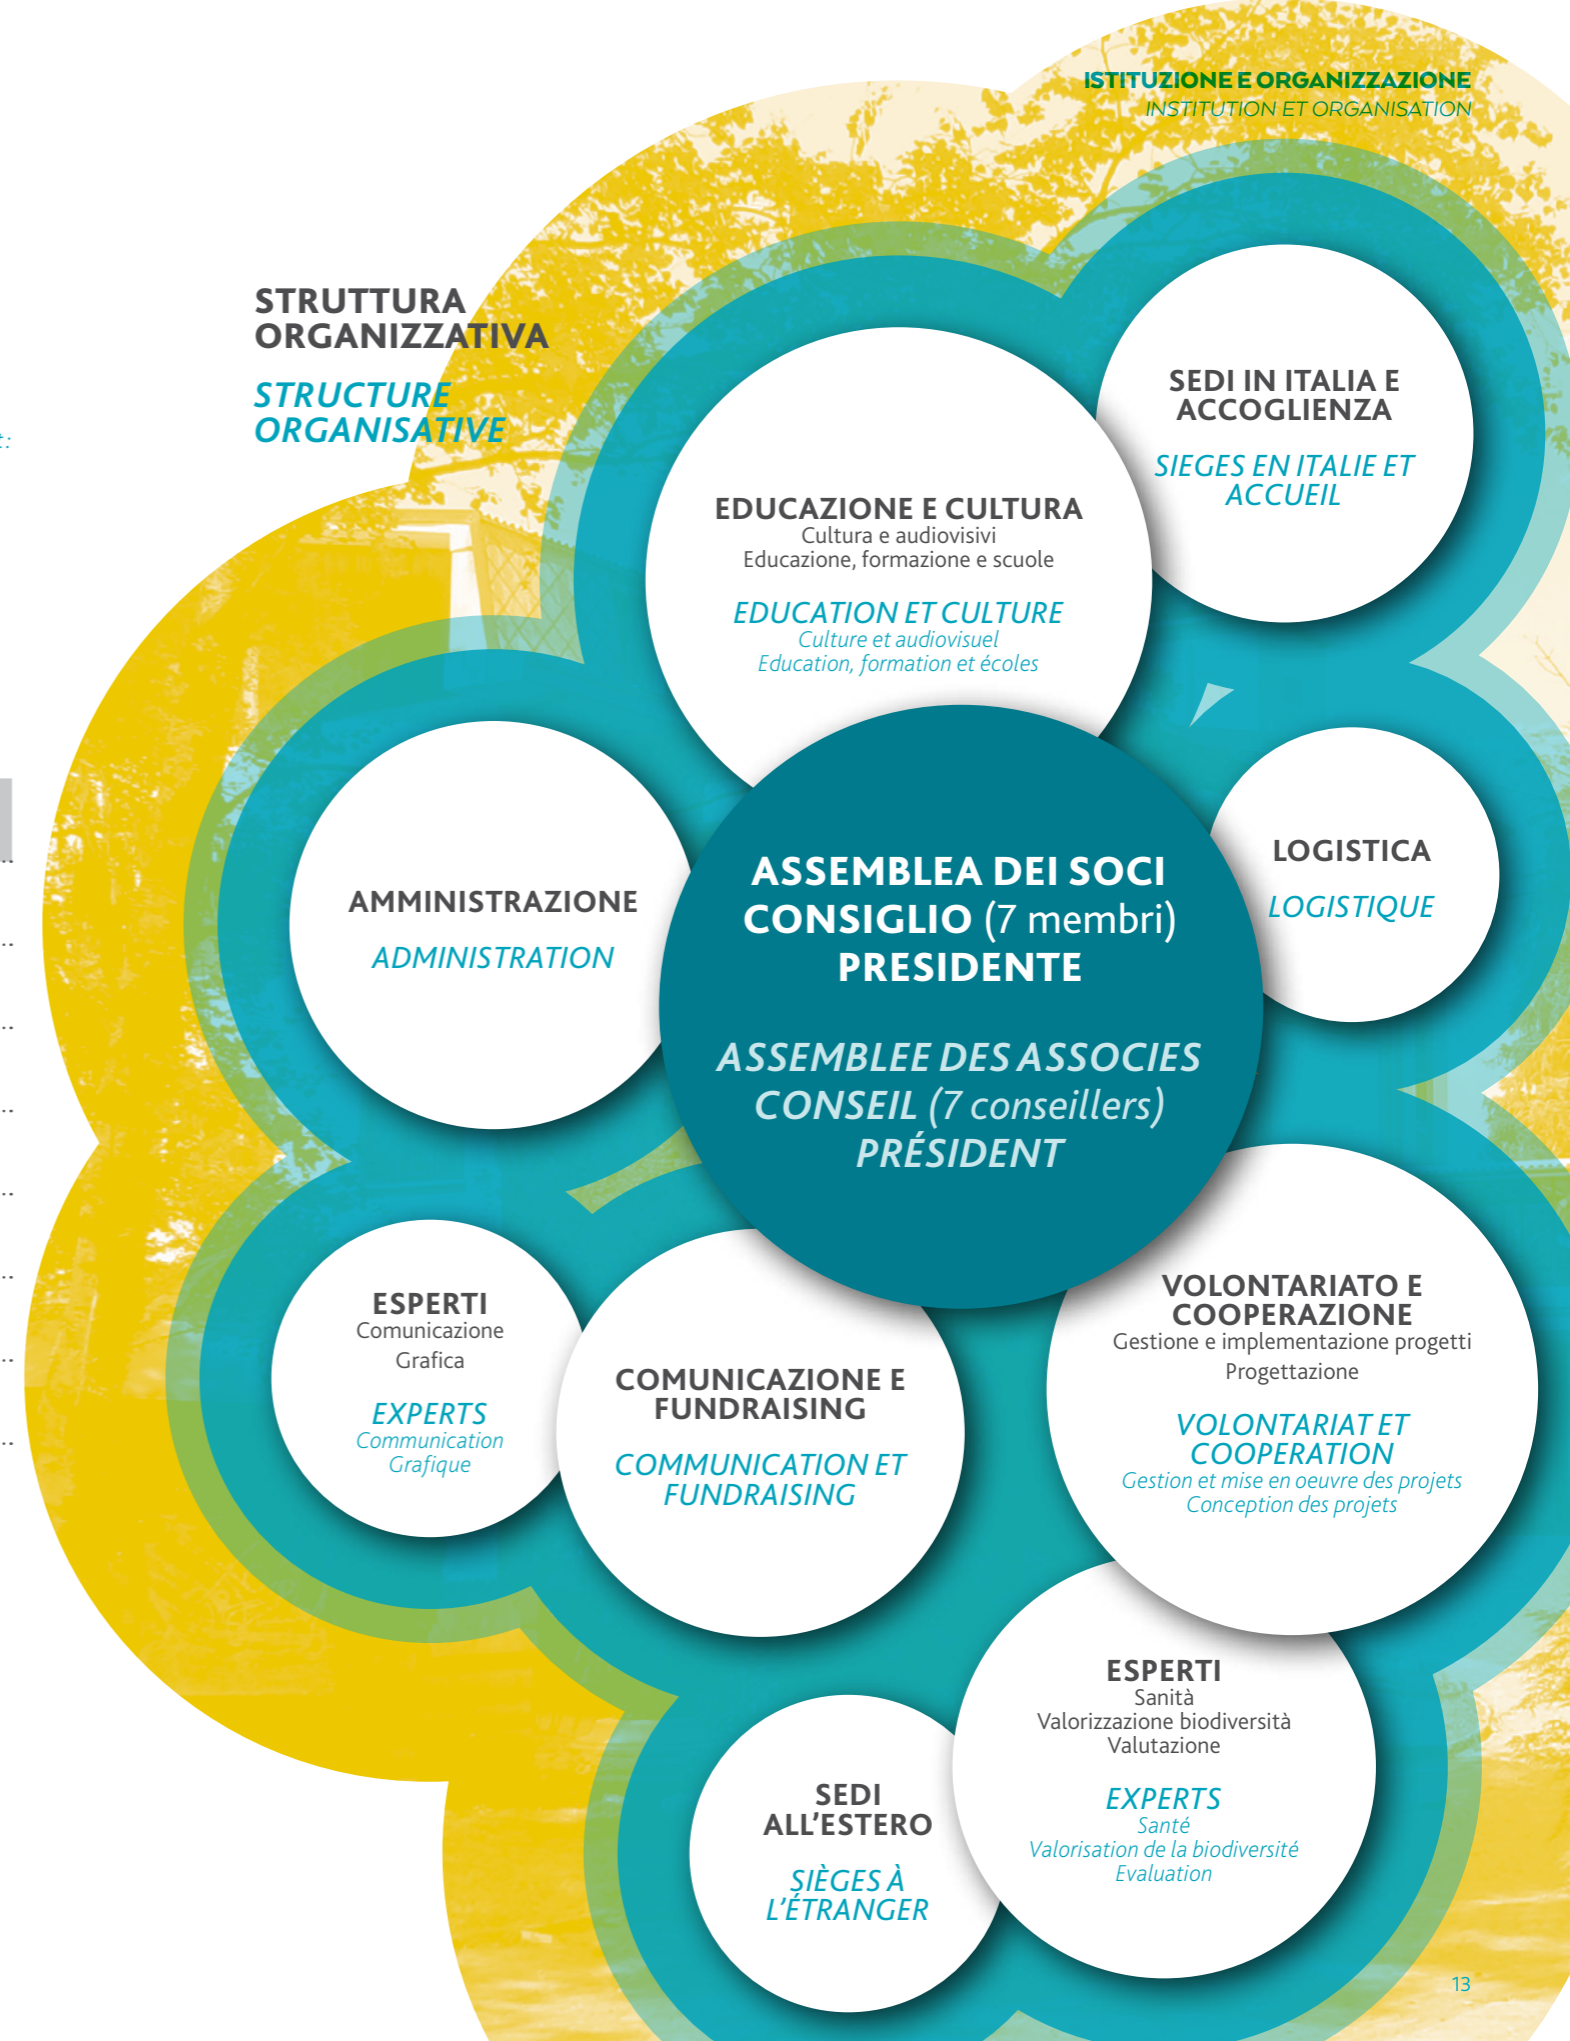 ISTITUZIONE E ORGANIZZAZIONE
INSTITUTION ET ORGANISATION
STRUTTURA
ORGANIZZATIVA
STRUCTURE
ORGANISATIVE
t:
SEDI IN ITALIA E
ACCOGLIENZA
SIEGES EN ITALIE ET
ACCUEIL
EDUCAZIONE E CULTURA
Cultura e audiovisivi
Educazione, formazione e scuole
EDUCATION ET CULTURE
Culture et audiovisuel
Education, formation et écoles
LOGISTICA
LOGISTIQUE
AMMINISTRAZIONE
ADMINISTRATION
ASSEMBLEA DEI SOCI
CONSIGLIO (7 membri)
PRESIDENTE
ASSEMBLEE DES ASSOCIES
CONSEIL (7 conseillers)
PRÉSIDENT
ESPERTI
Comunicazione
Grafica
EXPERTS
Communication
Grafique
COMUNICAZIONE E
FUNDRAISING
COMMUNICATION ET
FUNDRAISING
VOLONTARIATO E
COOPERAZIONE
Gestione e implementazione progetti
Progettazione
VOLONTARIAT ET
COOPERATION
Gestion et mise en oeuvre des projets
Conception des projets
ESPERTI
Sanità
Valorizzazione biodiversità
Valutazione
EXPERTS
Santé
Valorisation de la biodiversité
Evaluation
SEDI
ALL'ESTERO
SIÈGES À
L'ÉTRANGER
13